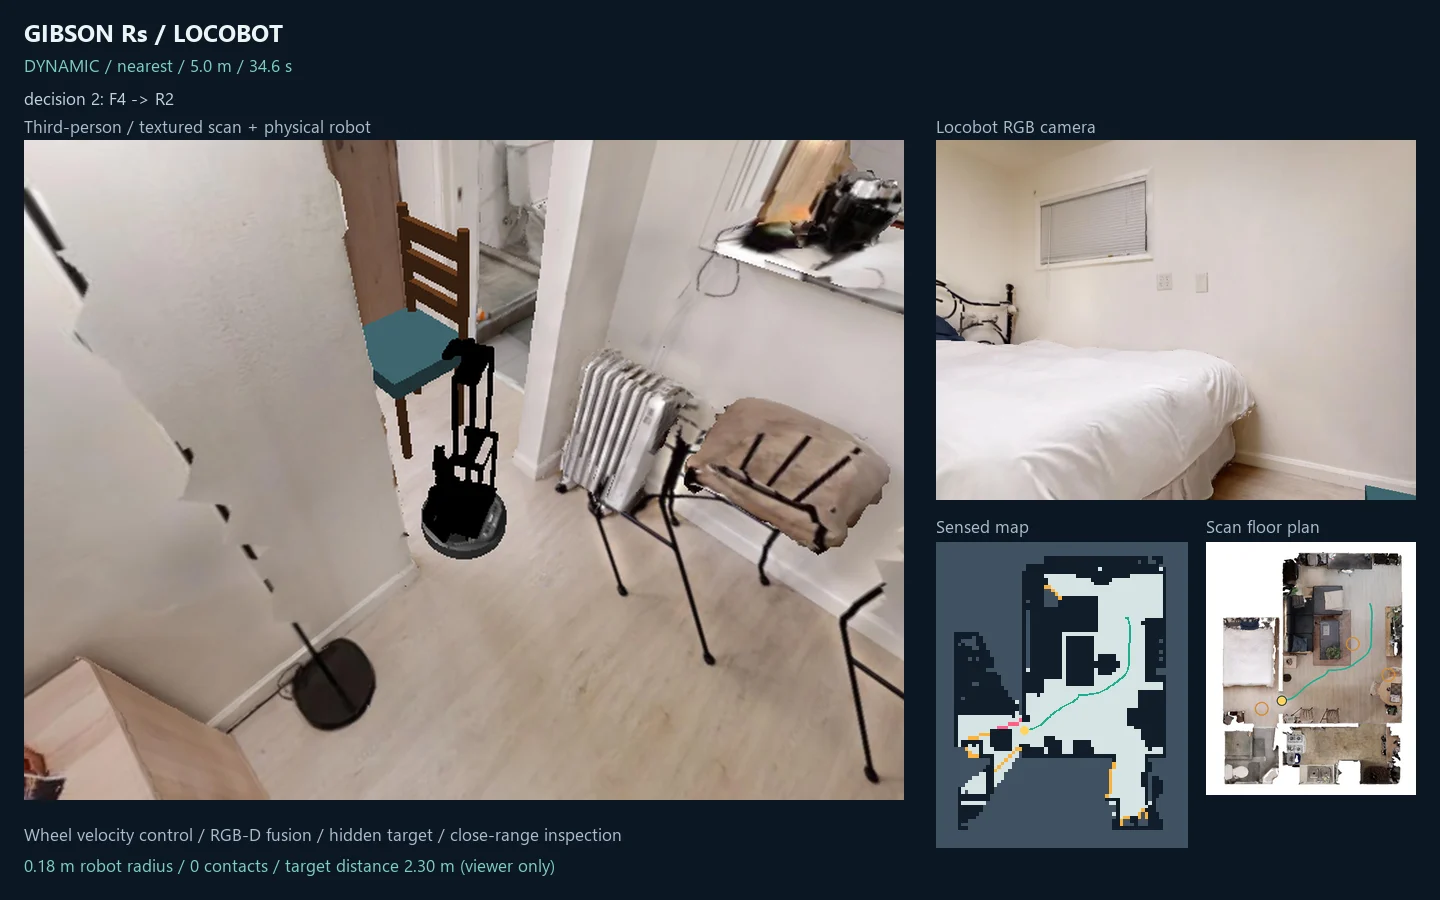 GIBSON Rs / LOCOBOT
DYNAMIC / nearest / 5.0 m / 34.6 s
decision 2: F4 -> R2
Third-person / textured scan + physical robot
Locobot RGB camera
Sensed map
Scan floor plan
Wheel velocity control / RGB-D fusion / hidden target / close-range inspection
0.18 m robot radius / 0 contacts / target distance 2.30 m (viewer only)